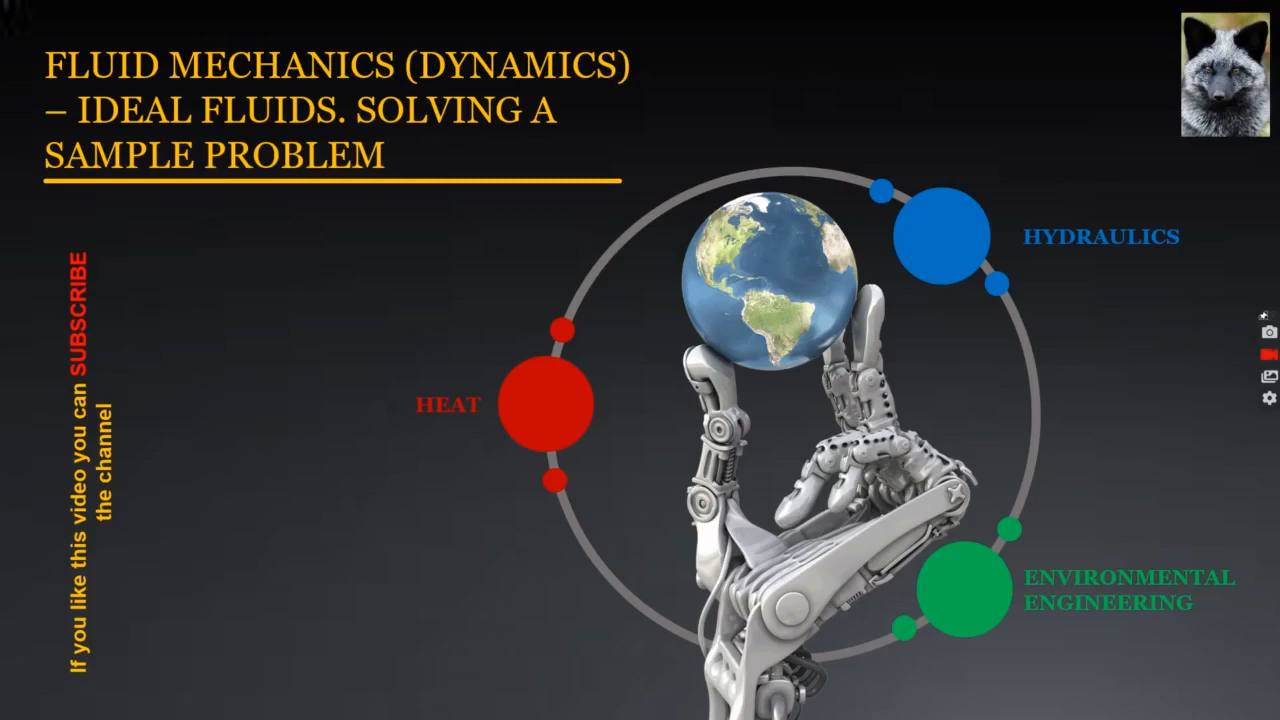 FLUID MECHANICS (DYNAMICS)
– IDEAL FLUIDS. SOLVING A
SAMPLE PROBLEM
HYDRAULICS
HEAT
ENVIRONMENTAL
ENGINEERING
If you like this video you can SUBSCRIBE
the channel